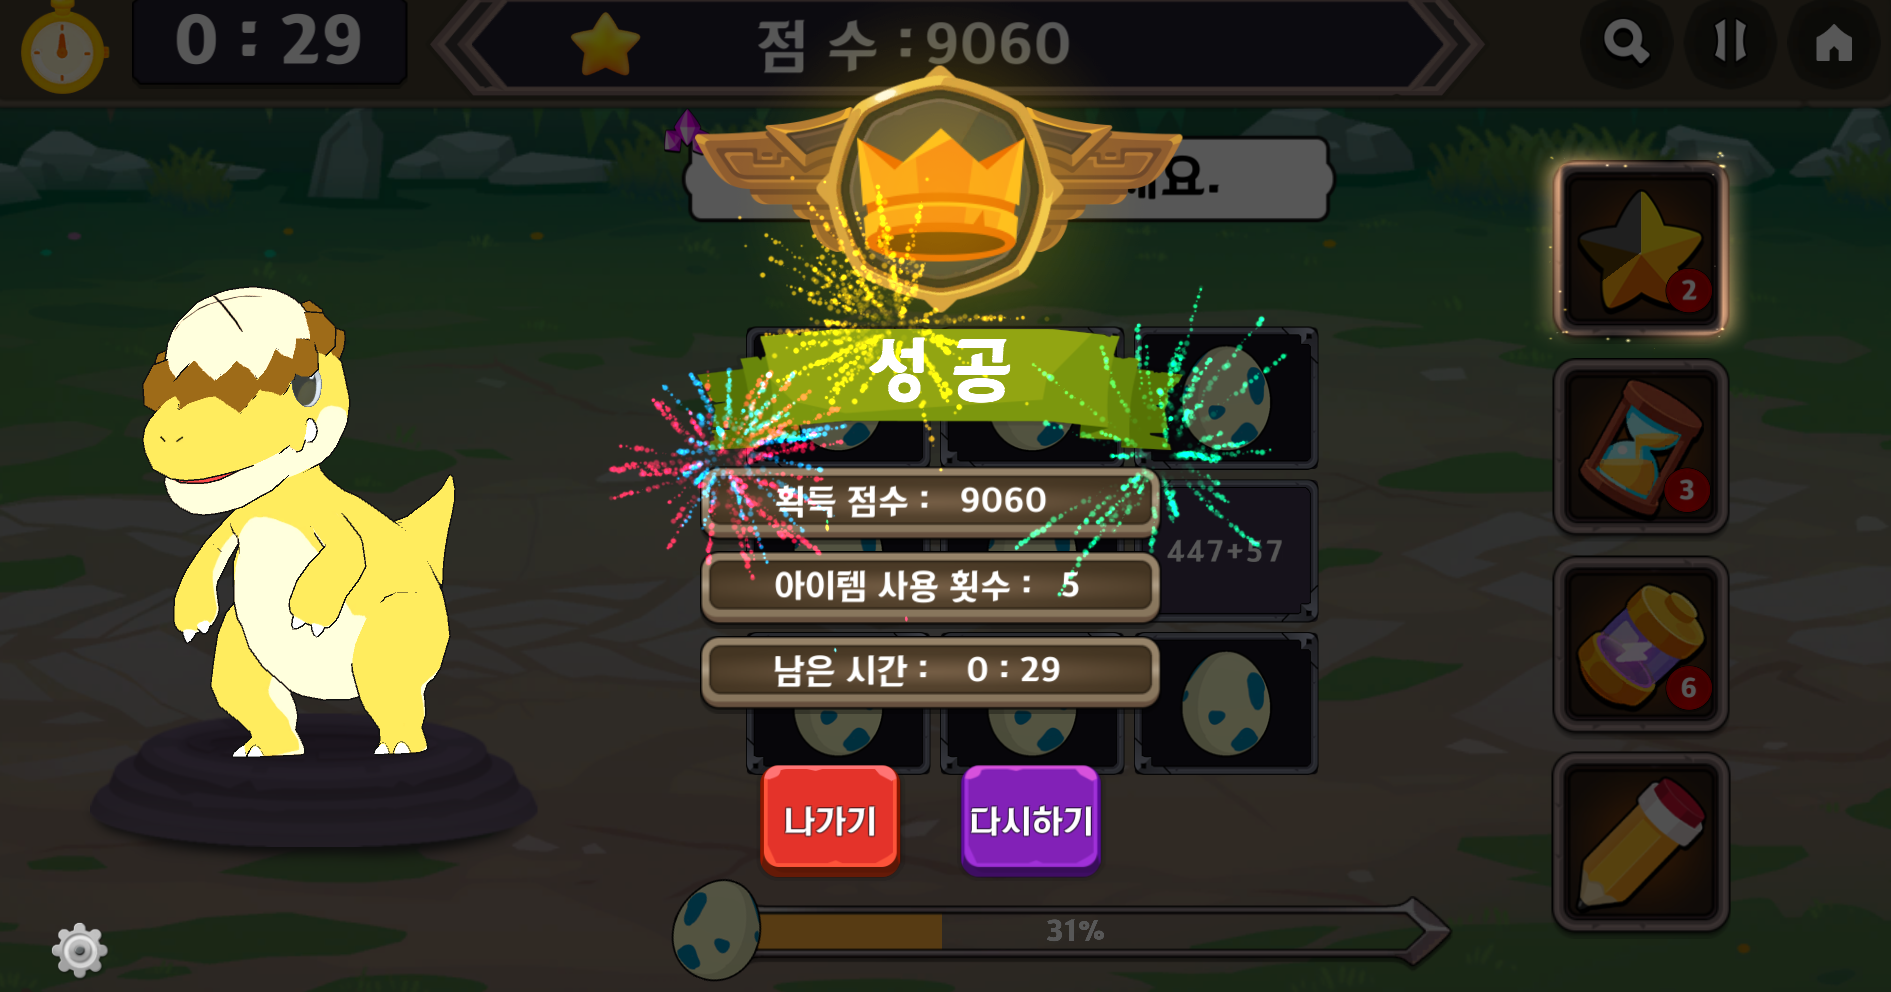 0 : 29
점 수 : 9060
요.
2
성 공
3
획득 점수 : 9060
447+57
아이템 사용 횟수 : 5
남은 시간 : 0 : 29
6
나가기
다시하기
31%